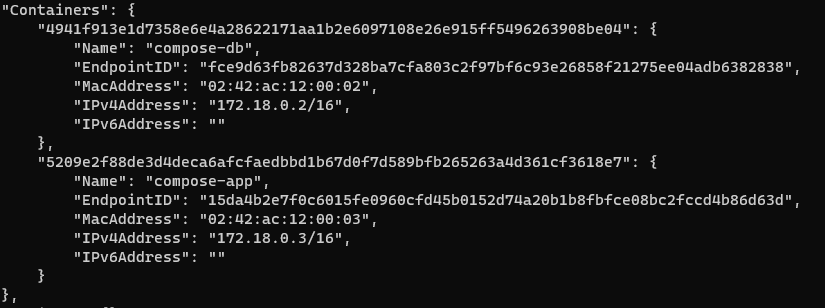 "Containers": {
    "4941f913e1d7358e6e4a28622171aa1b2e6097108e26e915ff5496263908be04": {
        "Name": "compose-db",
        "EndpointID": "fce9d63fb82637d328ba7cfa803c2f97bf6c93e26858f21275ee04adb6382838",
        "MacAddress": "02:42:ac:12:00:02",
        "IPv4Address": "172.18.0.2/16",
        "IPv6Address": ""
    },
    "5209e2f88de3d4deca6afcfaedbbd1b67d0f7d589bfb265263a4d361cf3618e7": {
        "Name": "compose-app",
        "EndpointID": "15da4b2e7f0c6015fe0960cfd45b0152d74a20b1b8fbfce08bc2fccd4b86d63d",
        "MacAddress": "02:42:ac:12:00:03",
        "IPv4Address": "172.18.0.3/16",
        "IPv6Address": ""
    }
},